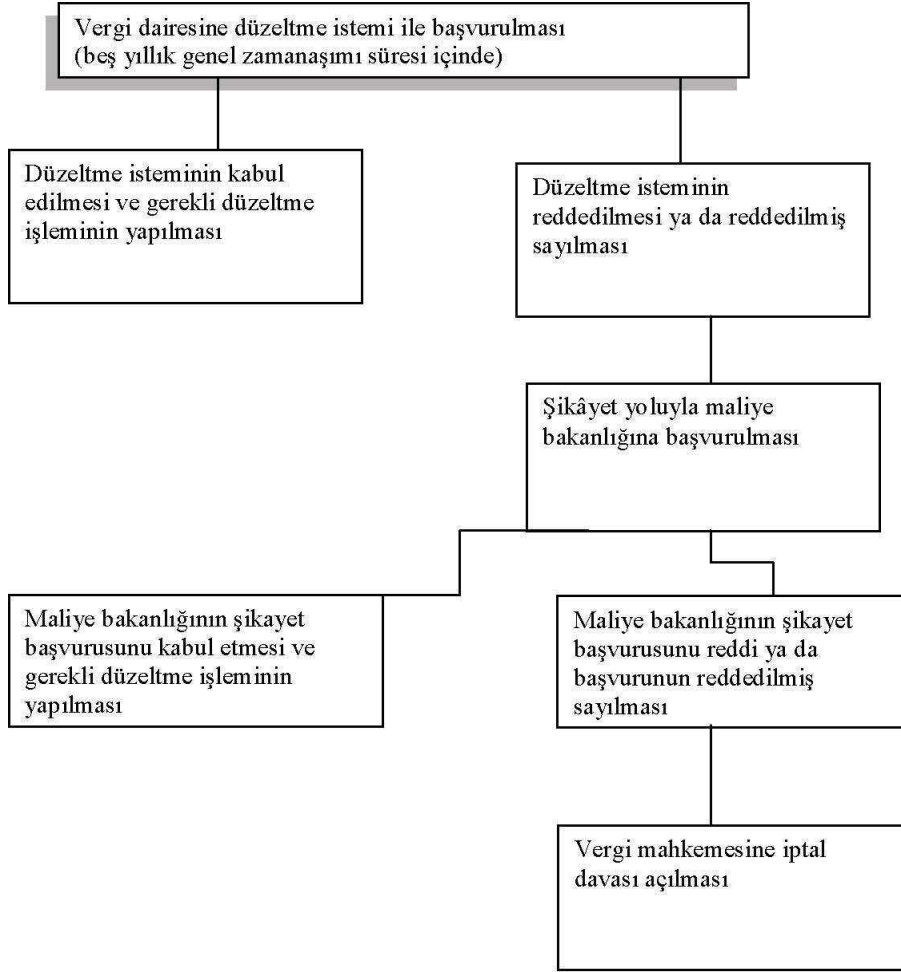 Vergi dairesine düzeltme istemi ile başvurulması
(beş yıllık genel zamanaşımı süresi içinde)
Düzeltme isteminin kabul
edilmesi ve gerekli düzeltme
işleminin yapılması
Düzeltme isteminin
reddedilmesi ya da reddedilmiş
sayılması
Şikâyet yoluyla maliye
bakanlığına başvurulması
Maliye bakanlığının şikayet
başvurusunu kabul etmesi ve
gerekli düzeltme işleminin
yapılması
Maliye bakanlığının şikayet
başvurusunu reddi ya da
başvurunun reddedilmiş
sayılması
Vergi mahkemesine iptal
davası açılması